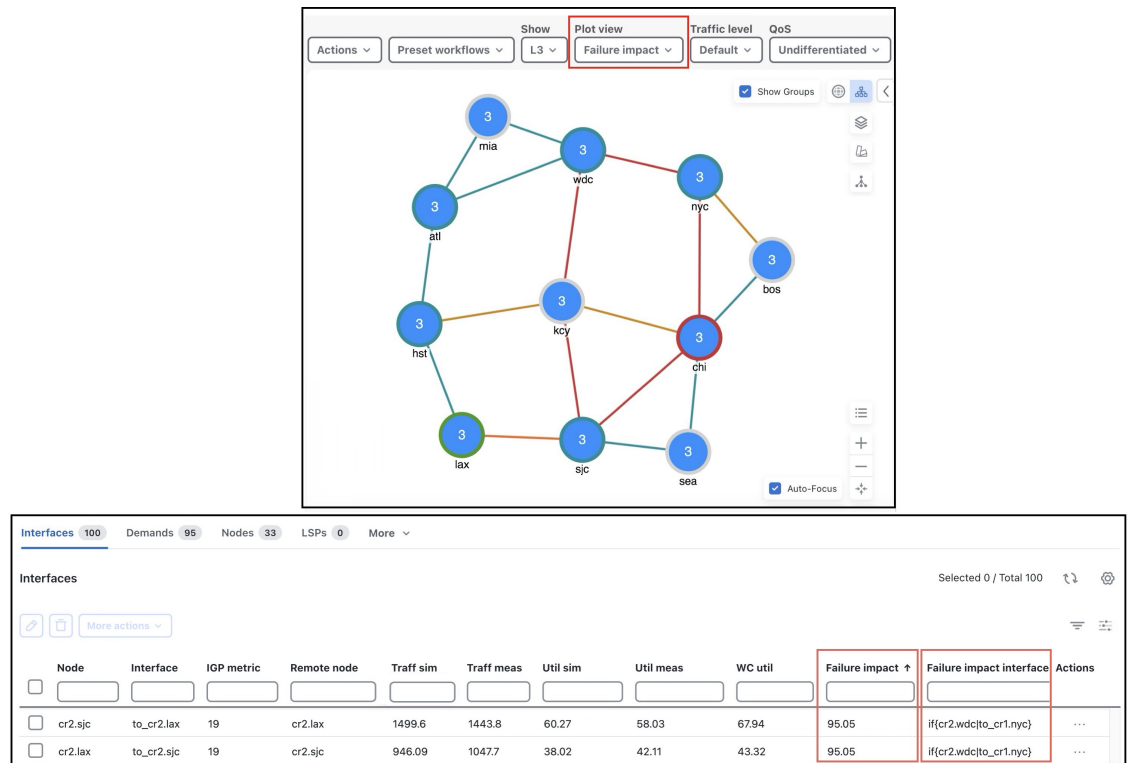 Show Plot view Traffic level QoS
Actions Preset workflows L3 Failure impact Default Undifferentiated
Show Groups
3
mia
3
wdc
3
nyc
3
atl
3
bos
3
kcy
3
hst
3
chi
3
lax
3
sjc
3
sea
Auto-Focus
Interfaces 100 Demands 95 Nodes 33 LSPs 0 More
Interfaces Selected 0 / Total 100
More actions
Node Interface IGP metric Remote node Traff sim Traff meas Util sim Util meas WC util Failure impact ↑ Failure impact interface Actions
cr2.sjc to_cr2.lax 19 cr2.lax 1499.6 1443.8 60.27 58.03 67.94 95.05 if{cr2.wdc|to_cr1.nyc} ...
cr2.lax to_cr2.sjc 19 cr2.sjc 946.09 1047.7 38.02 42.11 43.32 95.05 if{cr2.wdc|to_cr1.nyc} ...